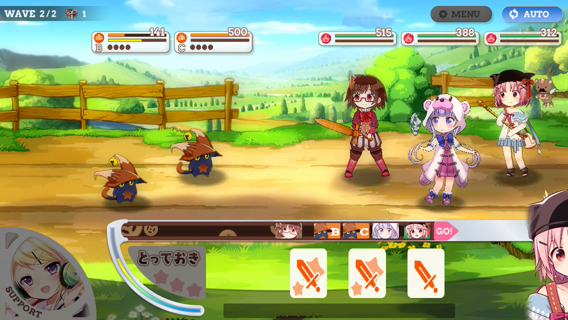 WAVE 2/2 1
MENU
AUTO
141
B
500
C
515
388
312
B
C
GO!
とっておき
SUPPORT